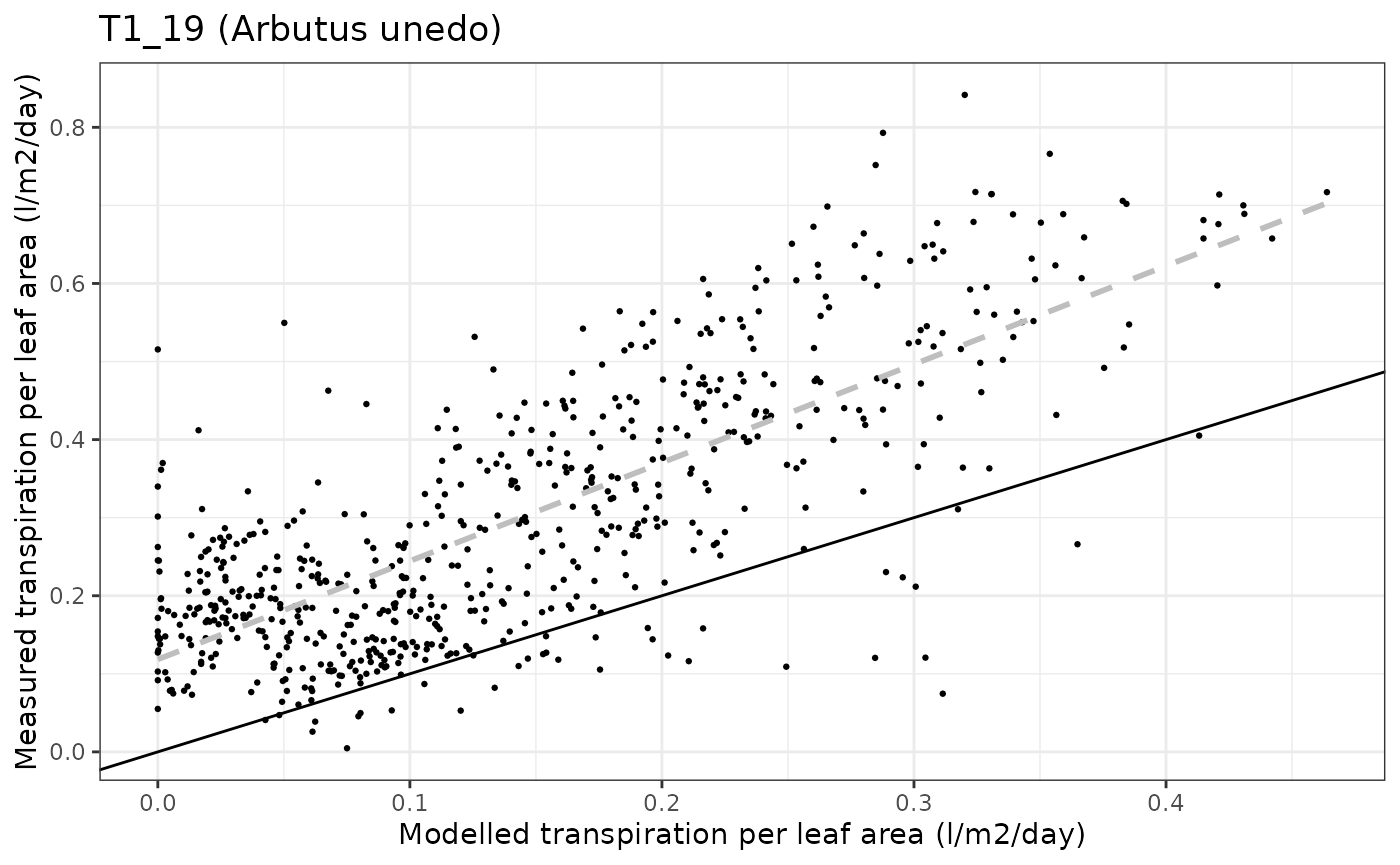 T1_19 (Arbutus unedo)
Measured transpiration per leaf area (l/m2/day)
0.8
0.6
0.4
0.2
0.0
0.0 0.1 0.2 0.3 0.4
Modelled transpiration per leaf area (l/m2/day)